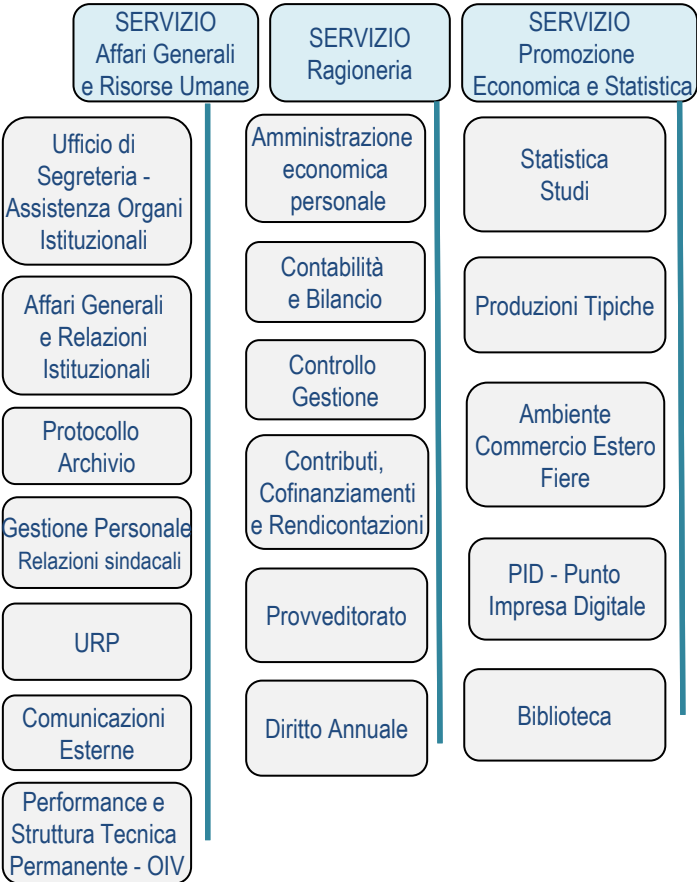 SERVIZIO
Affari Generali
e Risorse Umane
Ufficio di
Segreteria -
Assistenza Organi
Istituzionali
Affari Generali
e Relazioni
Istituzionali
Protocollo
Archivio
Gestione Personale
Relazioni sindacali
URP
Comunicazioni
Esterne
Performance e
Struttura Tecnica
Permanente - OIV
SERVIZIO
Ragioneria
Amministrazione
economica
personale
Contabilità
e Bilancio
Controllo
Gestione
Contributi,
Cofinanziamenti
e Rendicontazioni
Provveditorato
Diritto Annuale
SERVIZIO
Promozione
Economica e Statistica
Statistica
Studi
Produzioni Tipiche
Ambiente
Commercio Estero
Fiere
PID - Punto
Impresa Digitale
Biblioteca